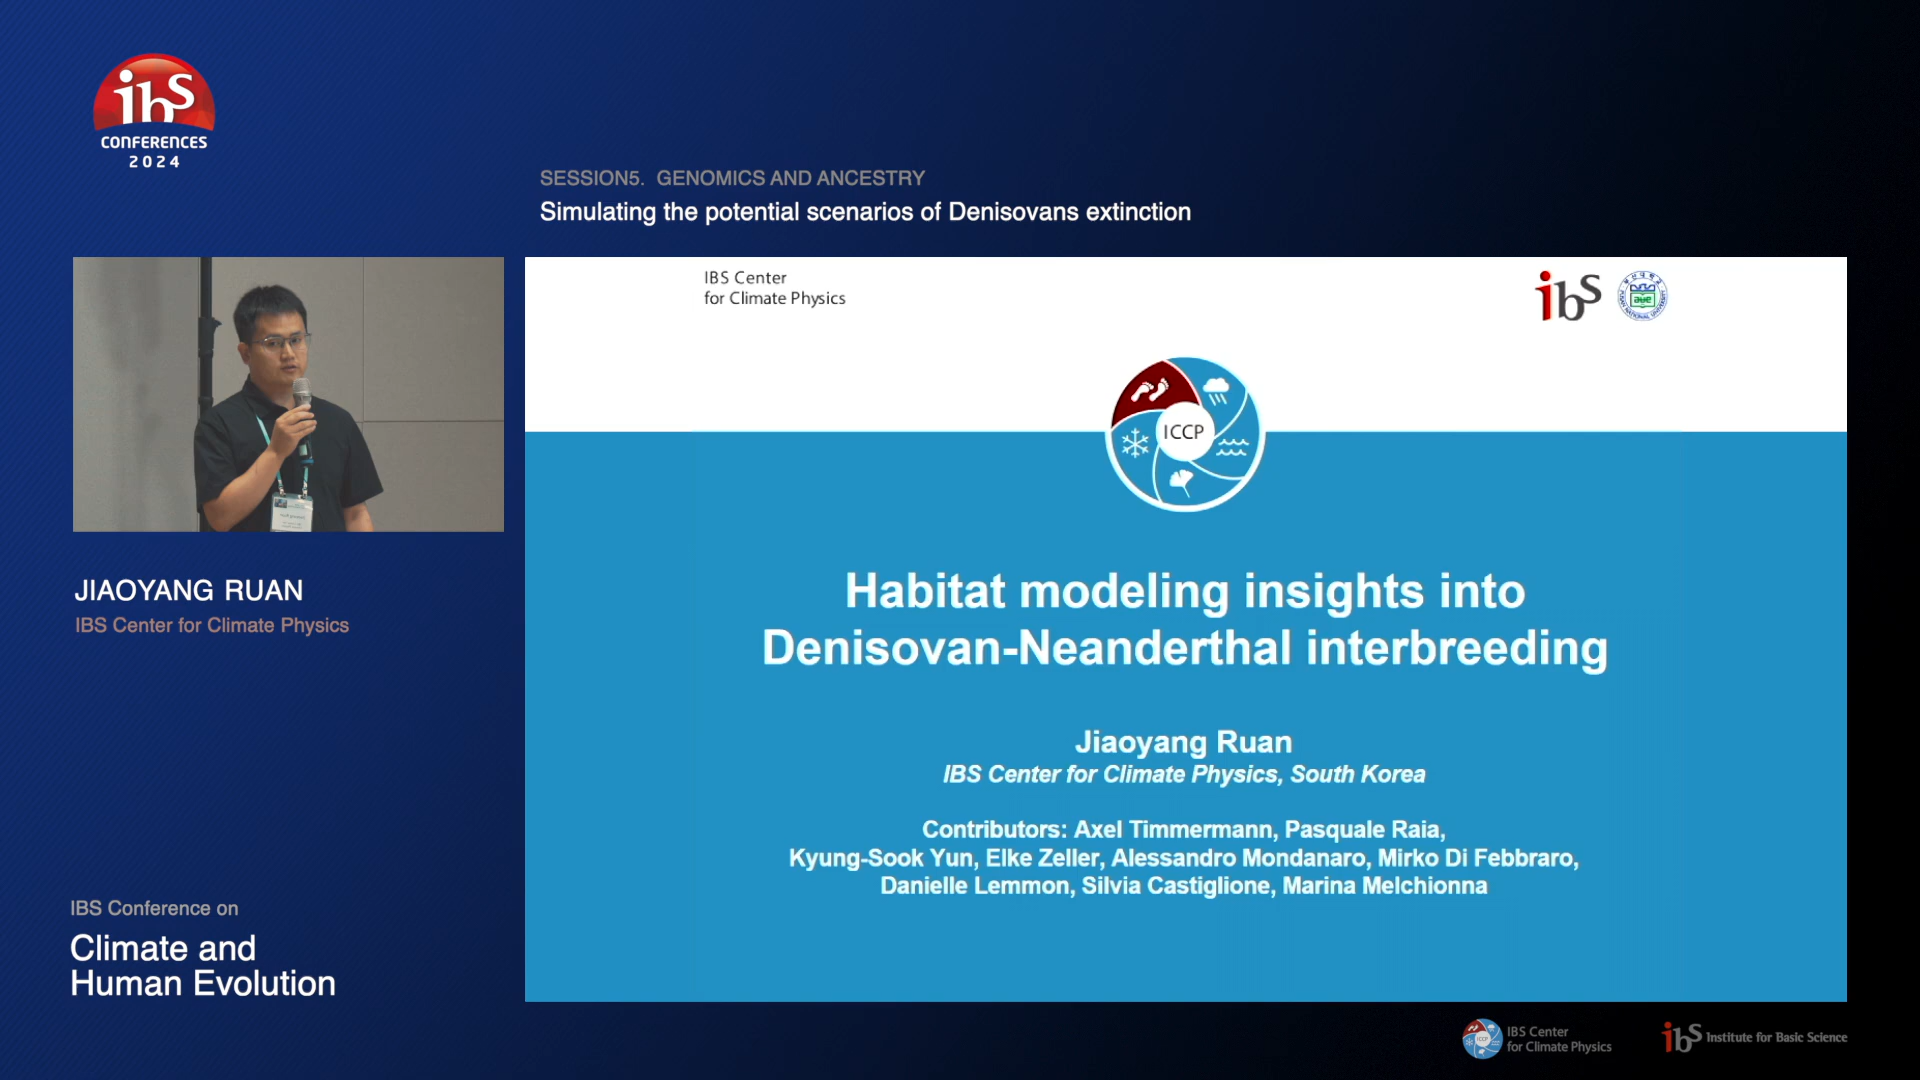 ibs
CONFERENCES
2024
SESSION5. GENOMICS AND ANCESTRY
Simulating the potential scenarios of Denisovans extinction
IBS Center
for Climate Physics
ibs
ICCP
Habitat modeling insights into
Denisovan-Neanderthal interbreeding
Jiaoyang Ruan
IBS Center for Climate Physics, South Korea
Contributors: Axel Timmermann, Pasquale Raia,
Kyung-Sook Yun, Elke Zeller, Alessandro Mondanaro, Mirko Di Febbraro,
Danielle Lemmon, Silvia Castiglione, Marina Melchionna
JIAOYANG RUAN
IBS Center for Climate Physics
IBS Conference on
Climate and
Human Evolution
ICCP
IBS Center
for Climate Physics
ibs Institute for Basic Science